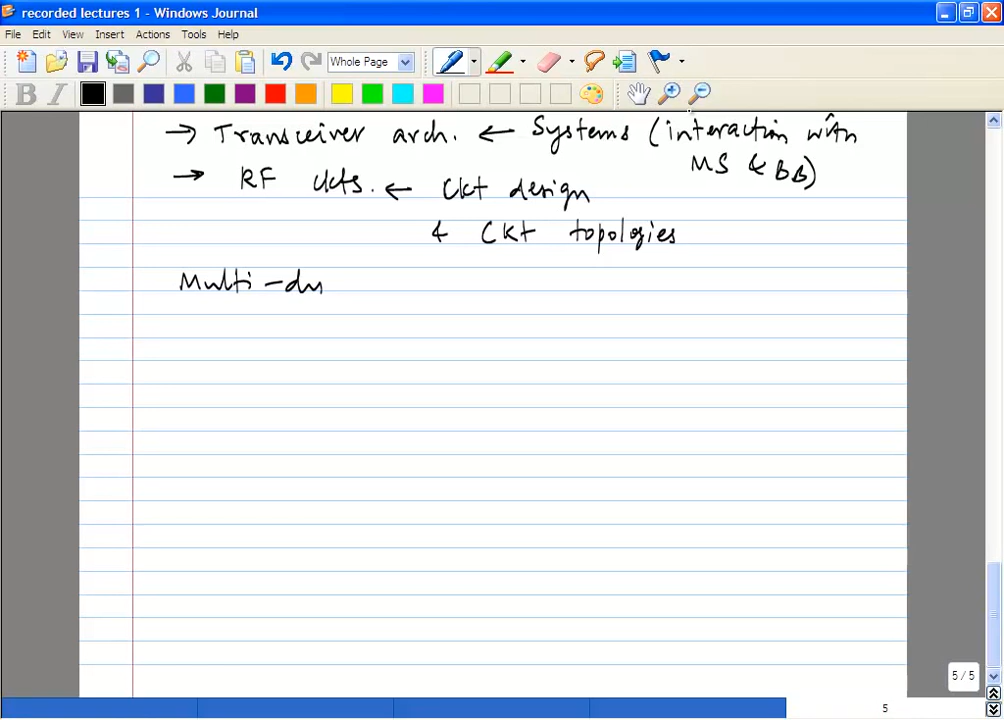 recorded lectures 1 - Windows Journal
File Edit View Insert Actions Tools Help
Whole Page
B I
→ Transceiver arch. ← Systems (interaction with
MS & BB)
→ RF ckts. ← Ckt design
& Ckt topologies
Multi-dm
5 / 5
5